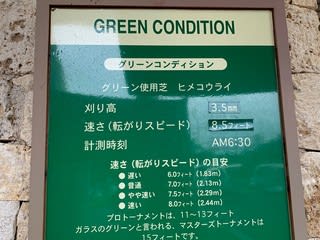 GREEN CONDITION
グリーンコンディション
グリーン使用芝 ヒメコウライ
刈り高 3.5mm
速さ(転がりスピード) 8.5フィート
計測時刻 AM6:30
速さ(転がりスピード)の目安
●遅い 6.0フィート(1.83m)
●普通 7.0フィート(2.13m)
●やや速い 7.5フィート(2.29m)
●速い 8.0フィート(2.44m)
プロトーナメントは、11~13フィート
ガラスのグリーンと言われる、マスターズトーナメントは
15フィートです。